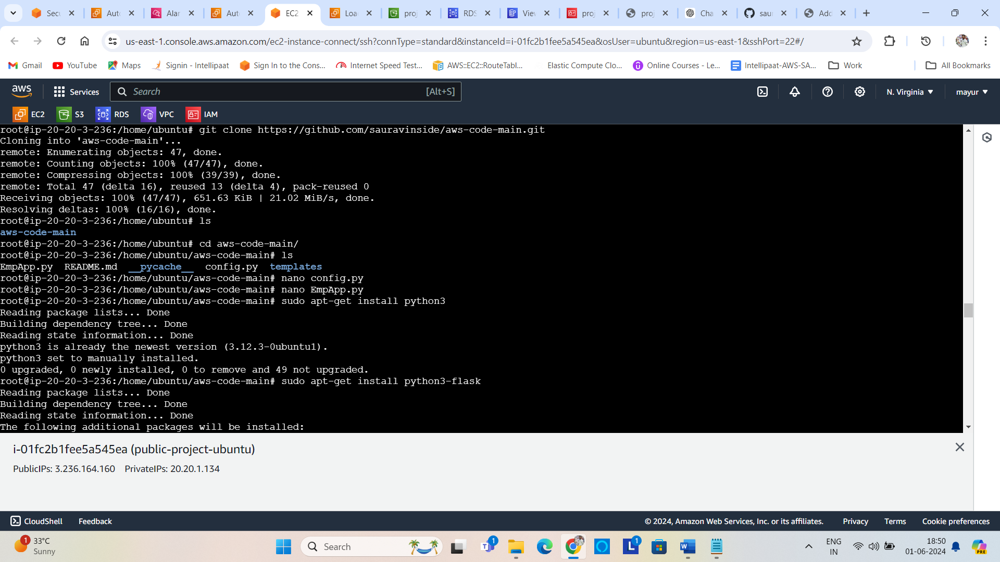 Secu
Auto
Alar
Auto
EC2
Loa
proj
RDS
View
proj
proj
Cha
saur
Add
us-east-1.console.aws.amazon.com/ec2-instance-connect/ssh?connType=standard&instanceId=i-01fc2b1fee5a545ea&osUser=ubuntu&region=us-east-1&sshPort=22#/
Gmail
YouTube
Maps
Signin - Intellipaat
Sign In to the Cons...
Internet Speed Test...
AWS::EC2::RouteTabl...
Elastic Compute Clo...
Online Courses - Le...
Intellipaat-AWS-SA...
Work
All Bookmarks
aws
Services
Search
[Alt+S]
N. Virginia
mayur
EC2
S3
RDS
VPC
IAM
root@ip-20-20-3-236:/home/ubuntu# git clone https://github.com/sauravinside/aws-code-main.git
Cloning into 'aws-code-main'...
remote: Enumerating objects: 47, done.
remote: Counting objects: 100% (47/47), done.
remote: Compressing objects: 100% (39/39), done.
remote: Total 47 (delta 16), reused 13 (delta 4), pack-reused 0
Receiving objects: 100% (47/47), 651.63 KiB | 21.02 MiB/s, done.
Resolving deltas: 100% (16/16), done.
root@ip-20-20-3-236:/home/ubuntu# ls
aws-code-main
root@ip-20-20-3-236:/home/ubuntu# cd aws-code-main/
root@ip-20-20-3-236:/home/ubuntu/aws-code-main# ls
EmpApp.py  README.md  __pycache__  config.py  templates
root@ip-20-20-3-236:/home/ubuntu/aws-code-main# nano config.py
root@ip-20-20-3-236:/home/ubuntu/aws-code-main# nano EmpApp.py
root@ip-20-20-3-236:/home/ubuntu/aws-code-main# sudo apt-get install python3
Reading package lists... Done
Building dependency tree... Done
Reading state information... Done
python3 is already the newest version (3.12.3-0ubuntu1).
python3 set to manually installed.
0 upgraded, 0 newly installed, 0 to remove and 49 not upgraded.
root@ip-20-20-3-236:/home/ubuntu/aws-code-main# sudo apt-get install python3-flask
Reading package lists... Done
Building dependency tree... Done
Reading state information... Done
The following additional packages will be installed:
i-01fc2b1fee5a545ea (public-project-ubuntu)
PublicIPs: 3.236.164.160 PrivateIPs: 20.20.1.134
CloudShell
Feedback
© 2024, Amazon Web Services, Inc. or its affiliates.
Privacy
Terms
Cookie preferences
1
33°C
Sunny
Search
1
1
ENG
IN
18:50
01-06-2024
PRE